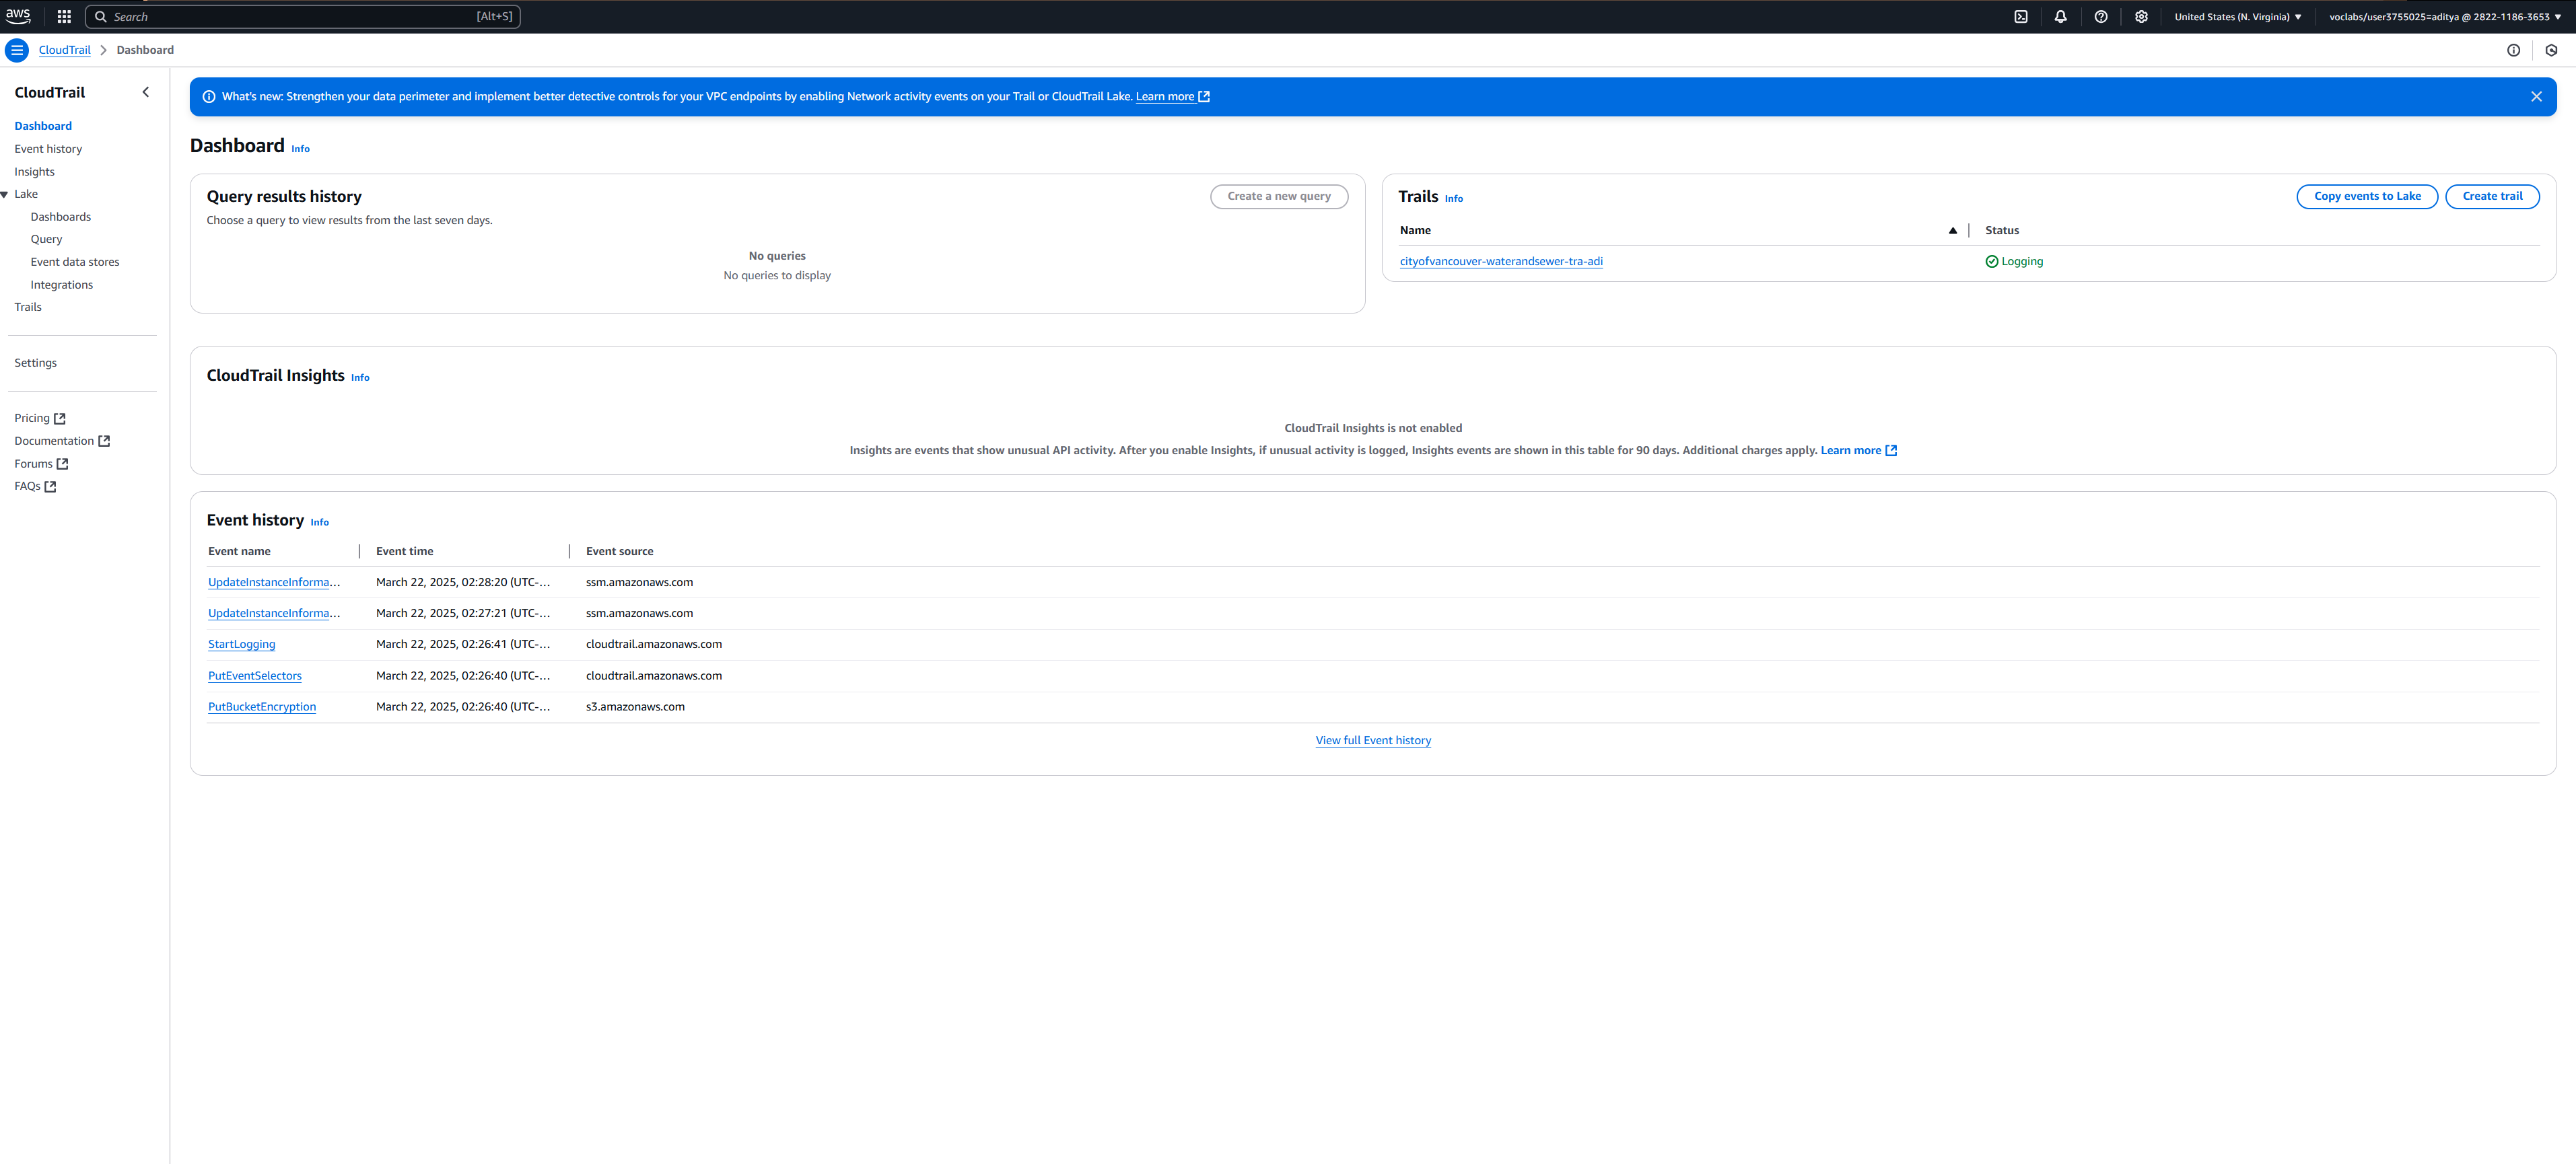 aws
Search [Alt+S]
United States (N. Virginia)
voclabs/user3755025=aditya @ 2822-1186-3653
CloudTrail
Dashboard
CloudTrail
Dashboard
Event history
Insights
Lake
Dashboards
Query
Event data stores
Integrations
Trails
Settings
Pricing
Documentation
Forums
FAQs
What's new: Strengthen your data perimeter and implement better detective controls for your VPC endpoints by enabling Network activity events on your Trail or CloudTrail Lake. Learn more
Dashboard Info
Query results history
Create a new query
Choose a query to view results from the last seven days.
No queries
No queries to display
Trails Info
Copy events to Lake
Create trail
Name Status
cityofvancouver-waterandsewer-tra-adi Logging
CloudTrail Insights Info
CloudTrail Insights is not enabled
Insights are events that show unusual API activity. After you enable Insights, if unusual activity is logged, Insights events are shown in this table for 90 days. Additional charges apply. Learn more
Event history Info
Event name Event time Event source
UpdateInstanceInforma... March 22, 2025, 02:28:20 (UTC-... ssm.amazonaws.com
UpdateInstanceInforma... March 22, 2025, 02:27:21 (UTC-... ssm.amazonaws.com
StartLogging March 22, 2025, 02:26:41 (UTC-... cloudtrail.amazonaws.com
PutEventSelectors March 22, 2025, 02:26:40 (UTC-... cloudtrail.amazonaws.com
PutBucketEncryption March 22, 2025, 02:26:40 (UTC-... s3.amazonaws.com
View full Event history